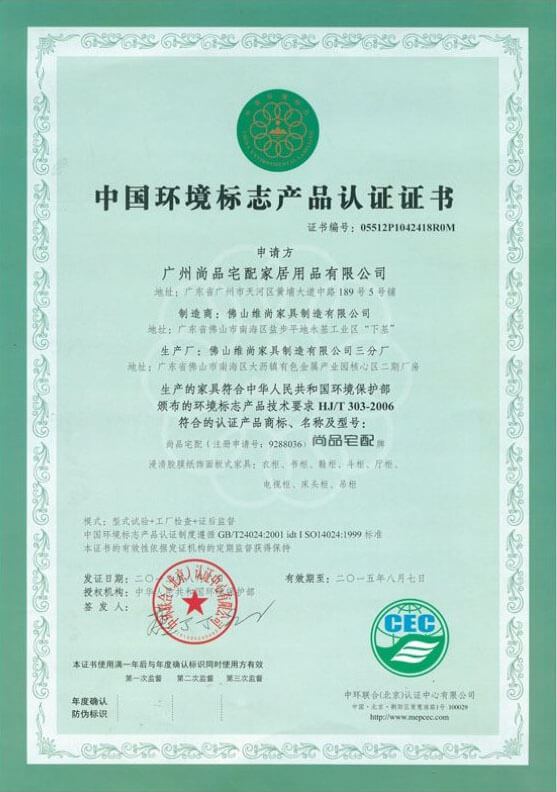 中国环境标志产品认证证书
证书编号：05512P1042418R0M
申请方
广州尚品宅配家居用品有限公司
地址：广东省广州市天河区黄埔大道中路 189 号 5 号铺
制造商：佛山维尚家具制造有限公司
地址：广东省佛山市南海区盐步平地永基工业区“下基”
生产厂：佛山维尚家具制造有限公司三分厂
地址：广东省佛山市南海区大沥镇有色金属产业园核心区二期厂房
生产的家具符合中华人民共和国环境保护部
颁布的环境标志产品技术要求 HJ/T 303-2006
符合的认证产品商标、名称及型号：
尚品宅配（注册申请号：9288036）尚品宅配牌
浸渍胶膜纸饰面板式家具：衣柜、书柜、鞋柜、斗柜、厅柜、
电视柜、床头柜、吊柜
模式：型式试验+工厂检查+证后监督
中国环境标志产品认证制度遵循 GB/T24024:2001 idt I SO14024:1999 标准
本证书的有效性依据发证机构的定期监督获得保持
发证日期：二〇一
有效期至：二〇一五年八月七日
授权机构：中华人民共和国环境保护部
签 发 人：
CEC
本证书使用满一年后与年度确认标识同时使用方有效
第一次监督 第二次监督 第三次监督
年度确认
防伪标识
中环联合(北京)认证中心有限公司
中国·北京·朝阳区育慧南路1号 100029
http://www.mepcec.com